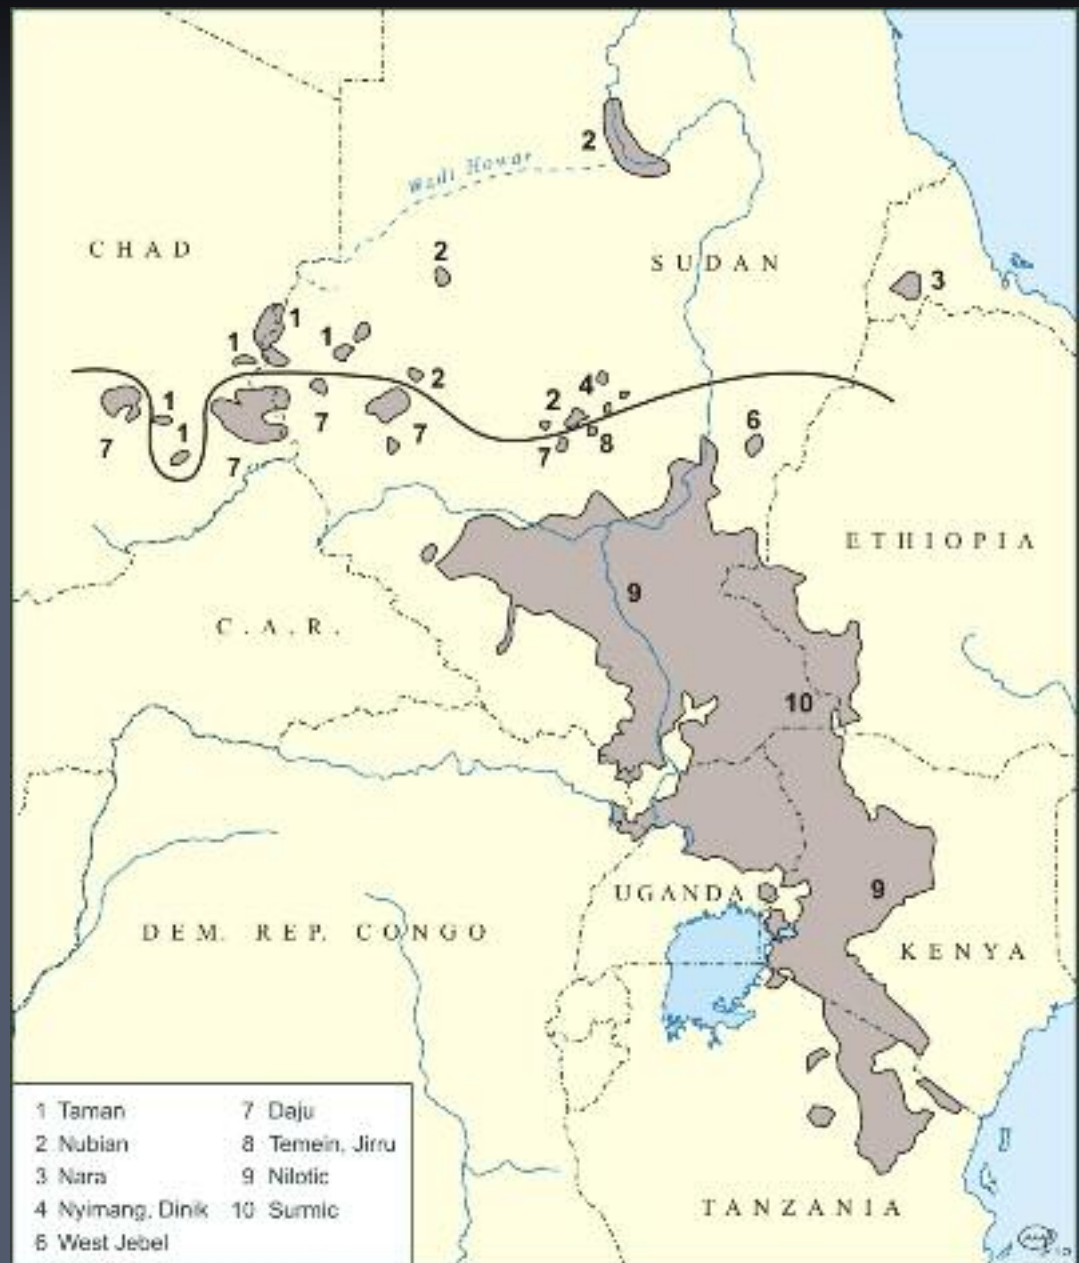 2
Wadi Howar
CHAD
2
SUDAN
3
1
1
1
2
4
2
1
7
7
6
1
7
8
7
7
ETHIOPIA
9
C.A.R.
10
UGANDA
9
DEM. REP. CONGO
KENYA
1 Taman
7 Daju
2 Nubian
8 Temein, Jirru
3 Nara
9 Nilotic
4 Nyimang, Dinik
10 Surmic
6 West Jebel
TANZANIA